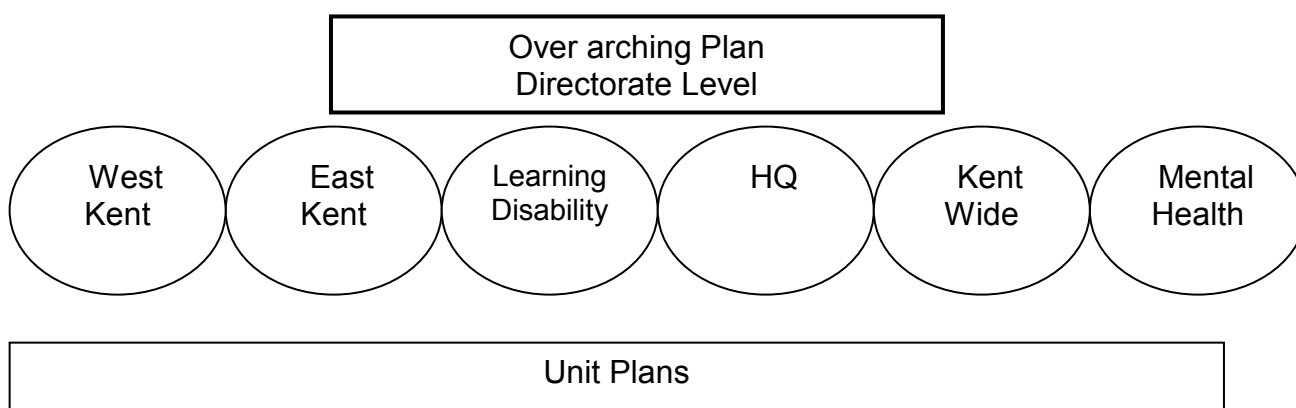 Over arching Plan
Directorate Level
West
Kent
East
Kent
Learning
Disability
HQ
Kent
Wide
Mental
Health
Unit Plans